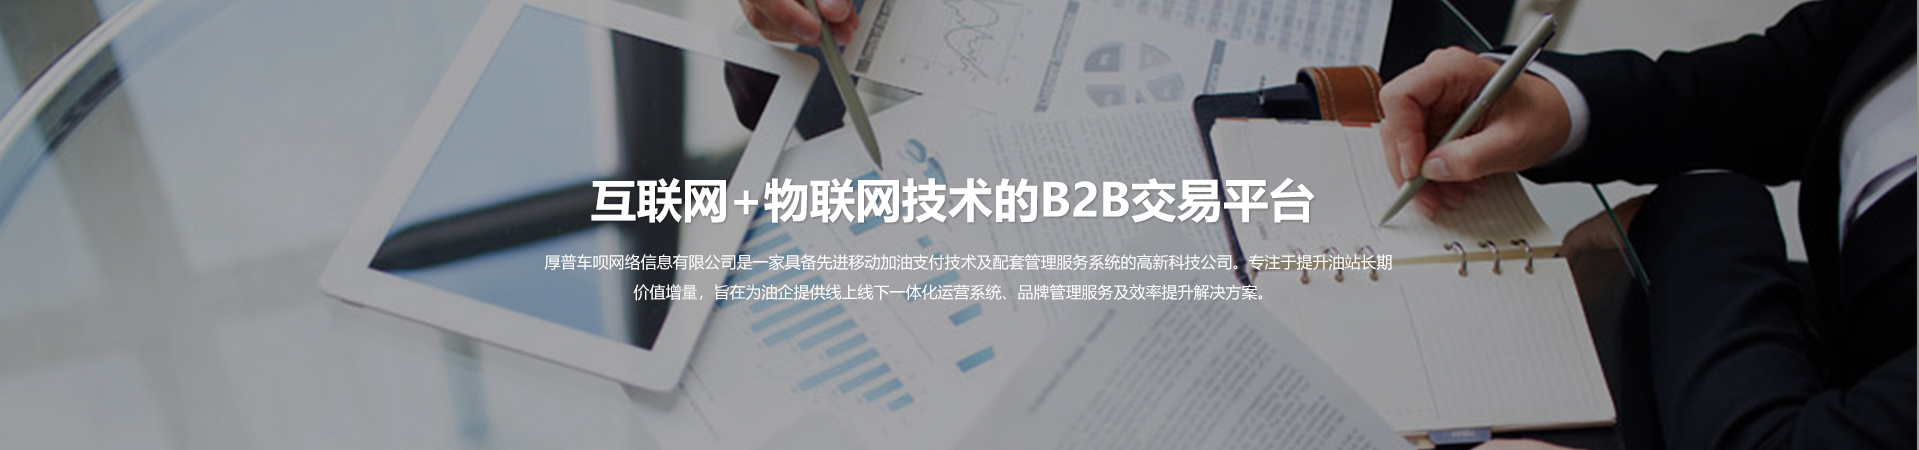 互联网+物联网技术的B2B交易平台
厚普车呗网络信息有限公司是一家具备先进移动加油支付技术及配套管理服务系统的高新科技公司。专注于提升油站长期
价值增量，旨在为油企提供线上线下一体化运营系统、品牌管理服务及效率提升解决方案。